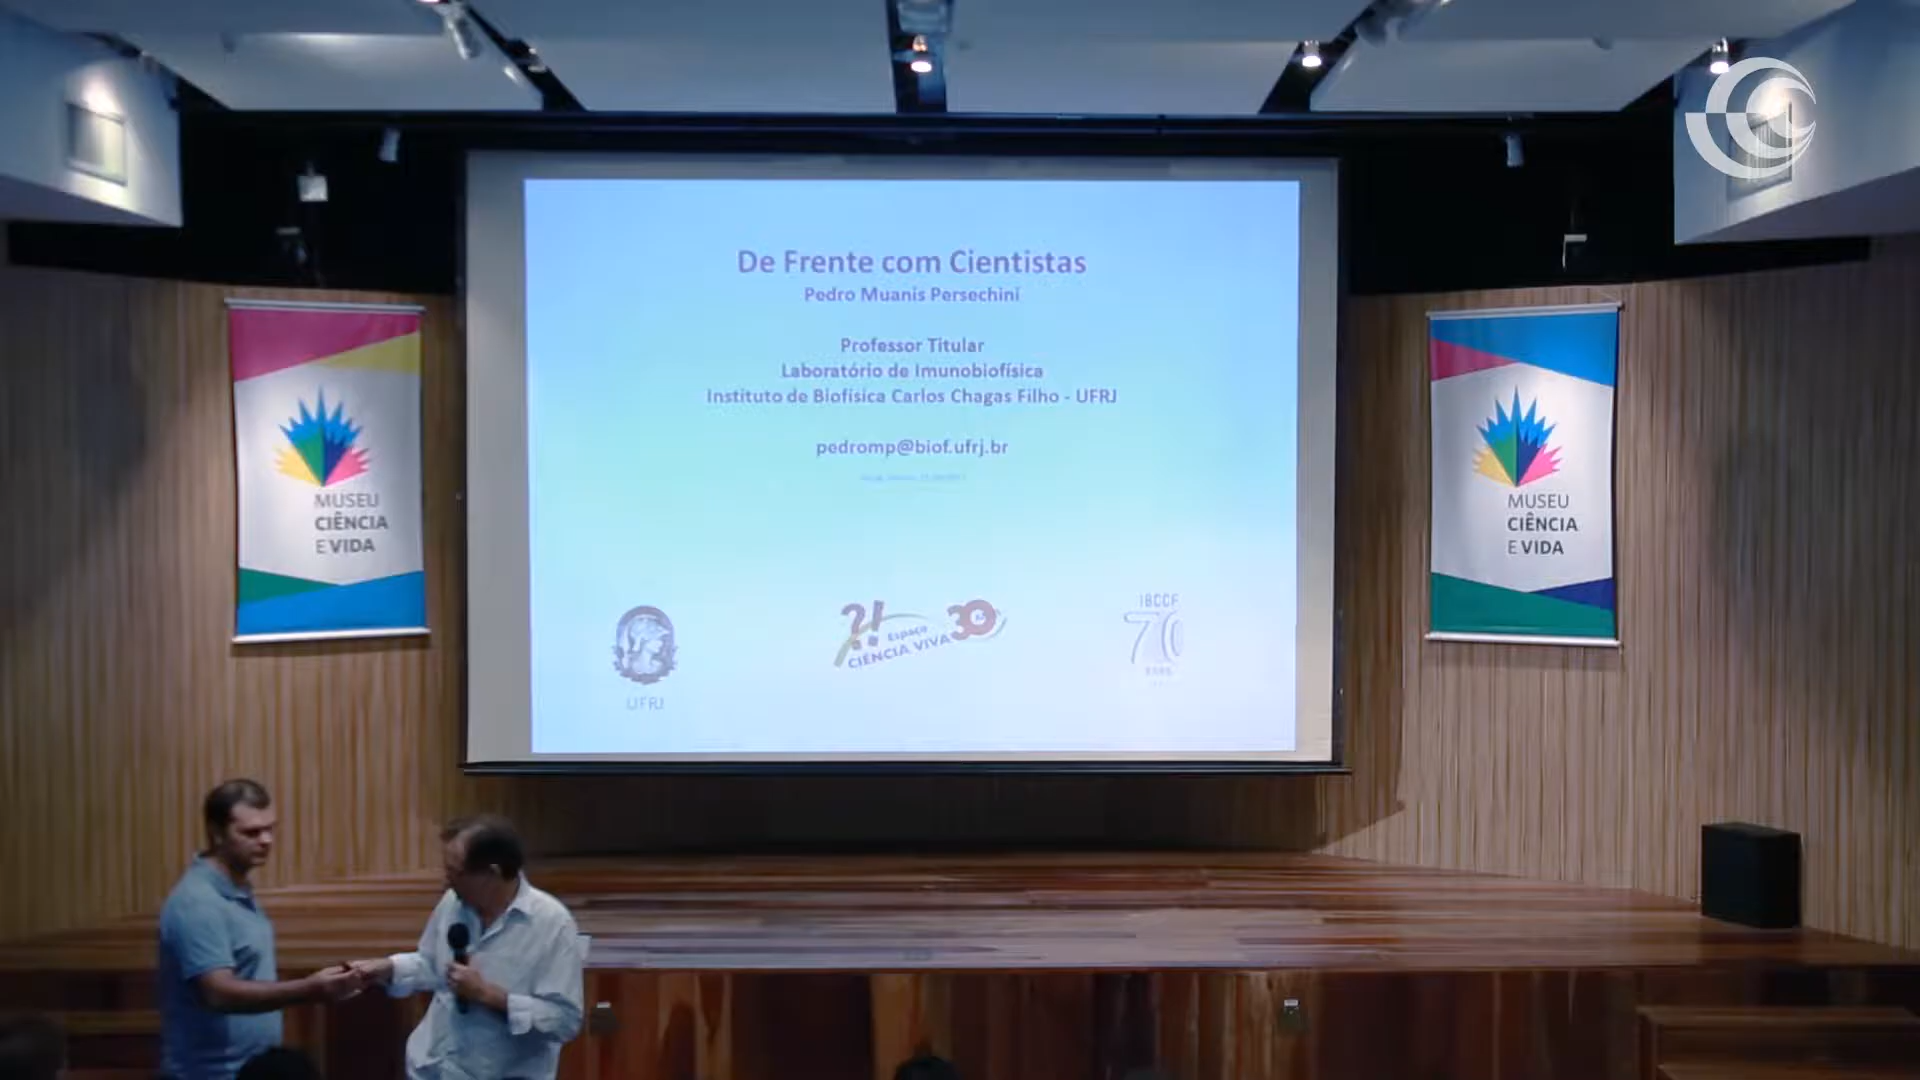 De Frente com Cientistas
Pedro Muanis Persechini
Professor Titular
Laboratório de Imunobiofísica
Instituto de Biofísica Carlos Chagas Filho - UFRJ
pedromp@biof.ufrj.br
UFRJ
?! Espaço
CIÊNCIA VIVA
30
IBCCF
70
MUSEU
CIÊNCIA
E VIDA
MUSEU
CIÊNCIA
E VIDA